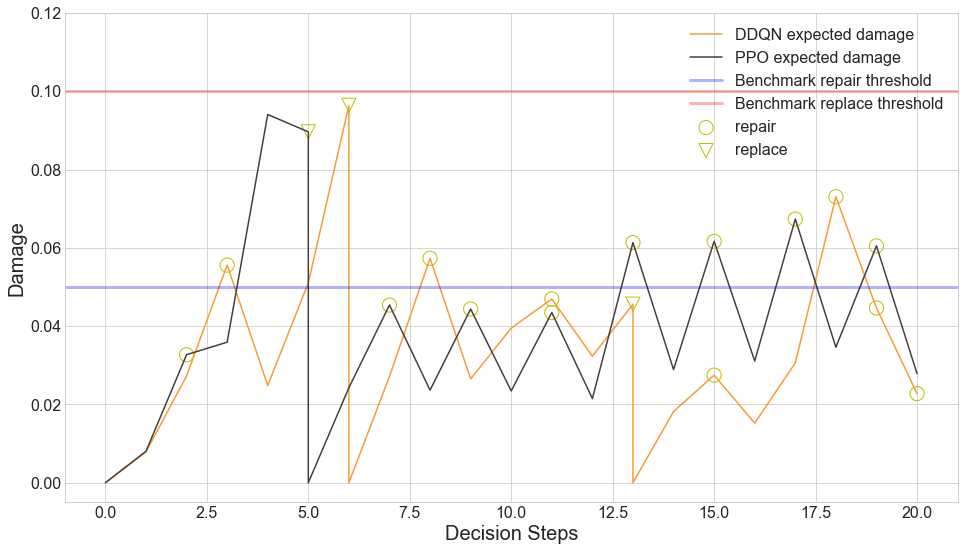 0.12
0.10
0.08
0.06
0.04
0.02
0.00
Damage
DDQN expected damage
PPO expected damage
Benchmark repair threshold
Benchmark replace threshold
repair
replace
0.0 2.5 5.0 7.5 10.0 12.5 15.0 17.5 20.0
Decision Steps